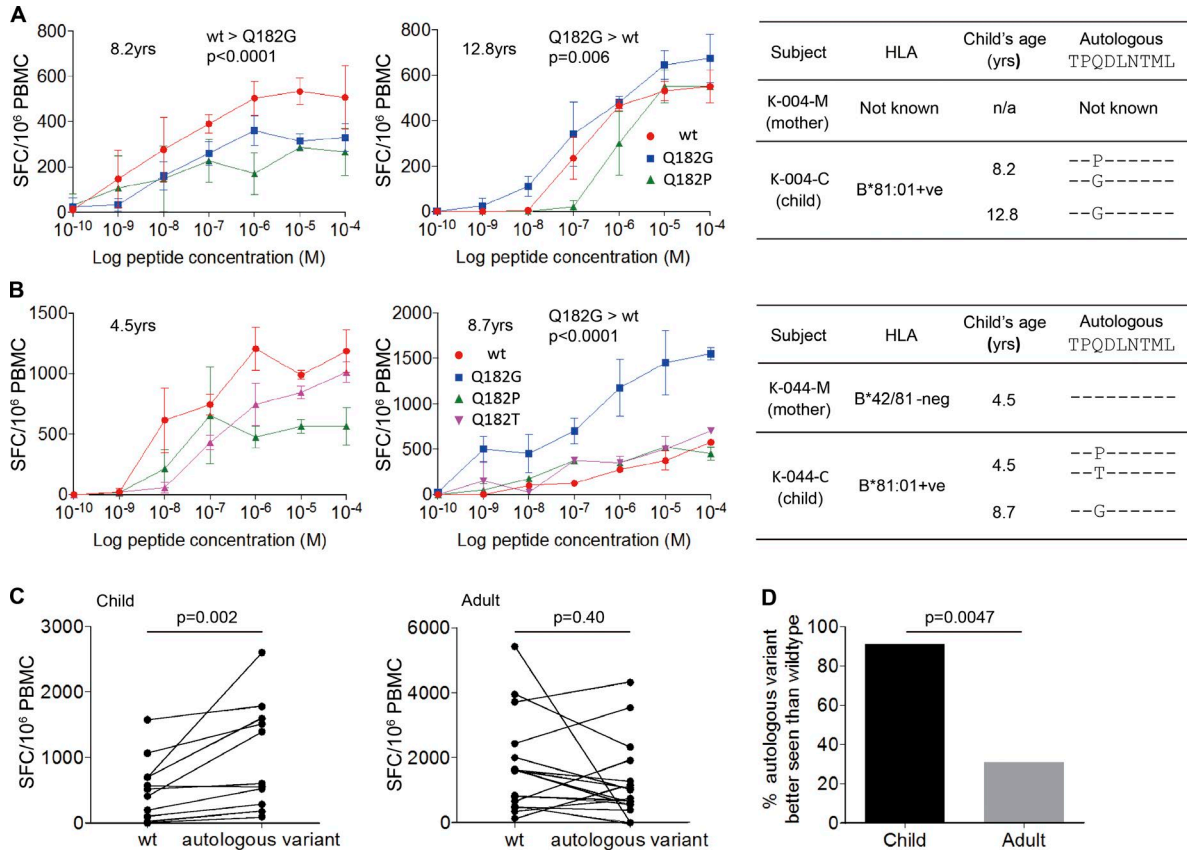 A
8.2yrs
wt > Q182G
p<0.0001
SFC/10⁶ PBMC
800
600
400
200
0
10⁻¹⁰ 10⁻⁹ 10⁻⁸ 10⁻⁷ 10⁻⁶ 10⁻⁵ 10⁻⁴
Log peptide concentration (M)
12.8yrs
Q182G > wt
p=0.006
800
600
400
200
0
wt
Q182G
Q182P
10⁻¹⁰ 10⁻⁹ 10⁻⁸ 10⁻⁷ 10⁻⁶ 10⁻⁵ 10⁻⁴
Log peptide concentration (M)
Subject HLA Child's age (yrs) Autologous TPQDLNTML
K-004-M (mother) Not known n/a Not known
K-004-C (child) B*81:01+ve 8.2 --P------
--G------
12.8 --G------
B
4.5yrs
SFC/10⁶ PBMC
1500
1000
500
0
10⁻¹⁰ 10⁻⁹ 10⁻⁸ 10⁻⁷ 10⁻⁶ 10⁻⁵ 10⁻⁴
Log peptide concentration (M)
8.7yrs
Q182G > wt
p<0.0001
wt
Q182G
Q182P
Q182T
SFC/10⁶ PBMC
2000
1500
1000
500
0
10⁻¹⁰ 10⁻⁹ 10⁻⁸ 10⁻⁷ 10⁻⁶ 10⁻⁵ 10⁻⁴
Log peptide concentration (M)
Subject HLA Child's age (yrs) Autologous TPQDLNTML
K-044-M (mother) B*42/81 -neg 4.5 ---------
K-044-C (child) B*81:01+ve 4.5 --P------
--T------
8.7 --G------
C
Child
p=0.002
SFC/10⁶ PBMC
3000
2000
1000
0
wt autologous variant
Adult
p=0.40
SFC/10⁶ PBMC
6000
4000
2000
0
wt autologous variant
D
p=0.0047
% autologous variant
better seen than wildtype
100
80
60
40
20
0
Child Adult